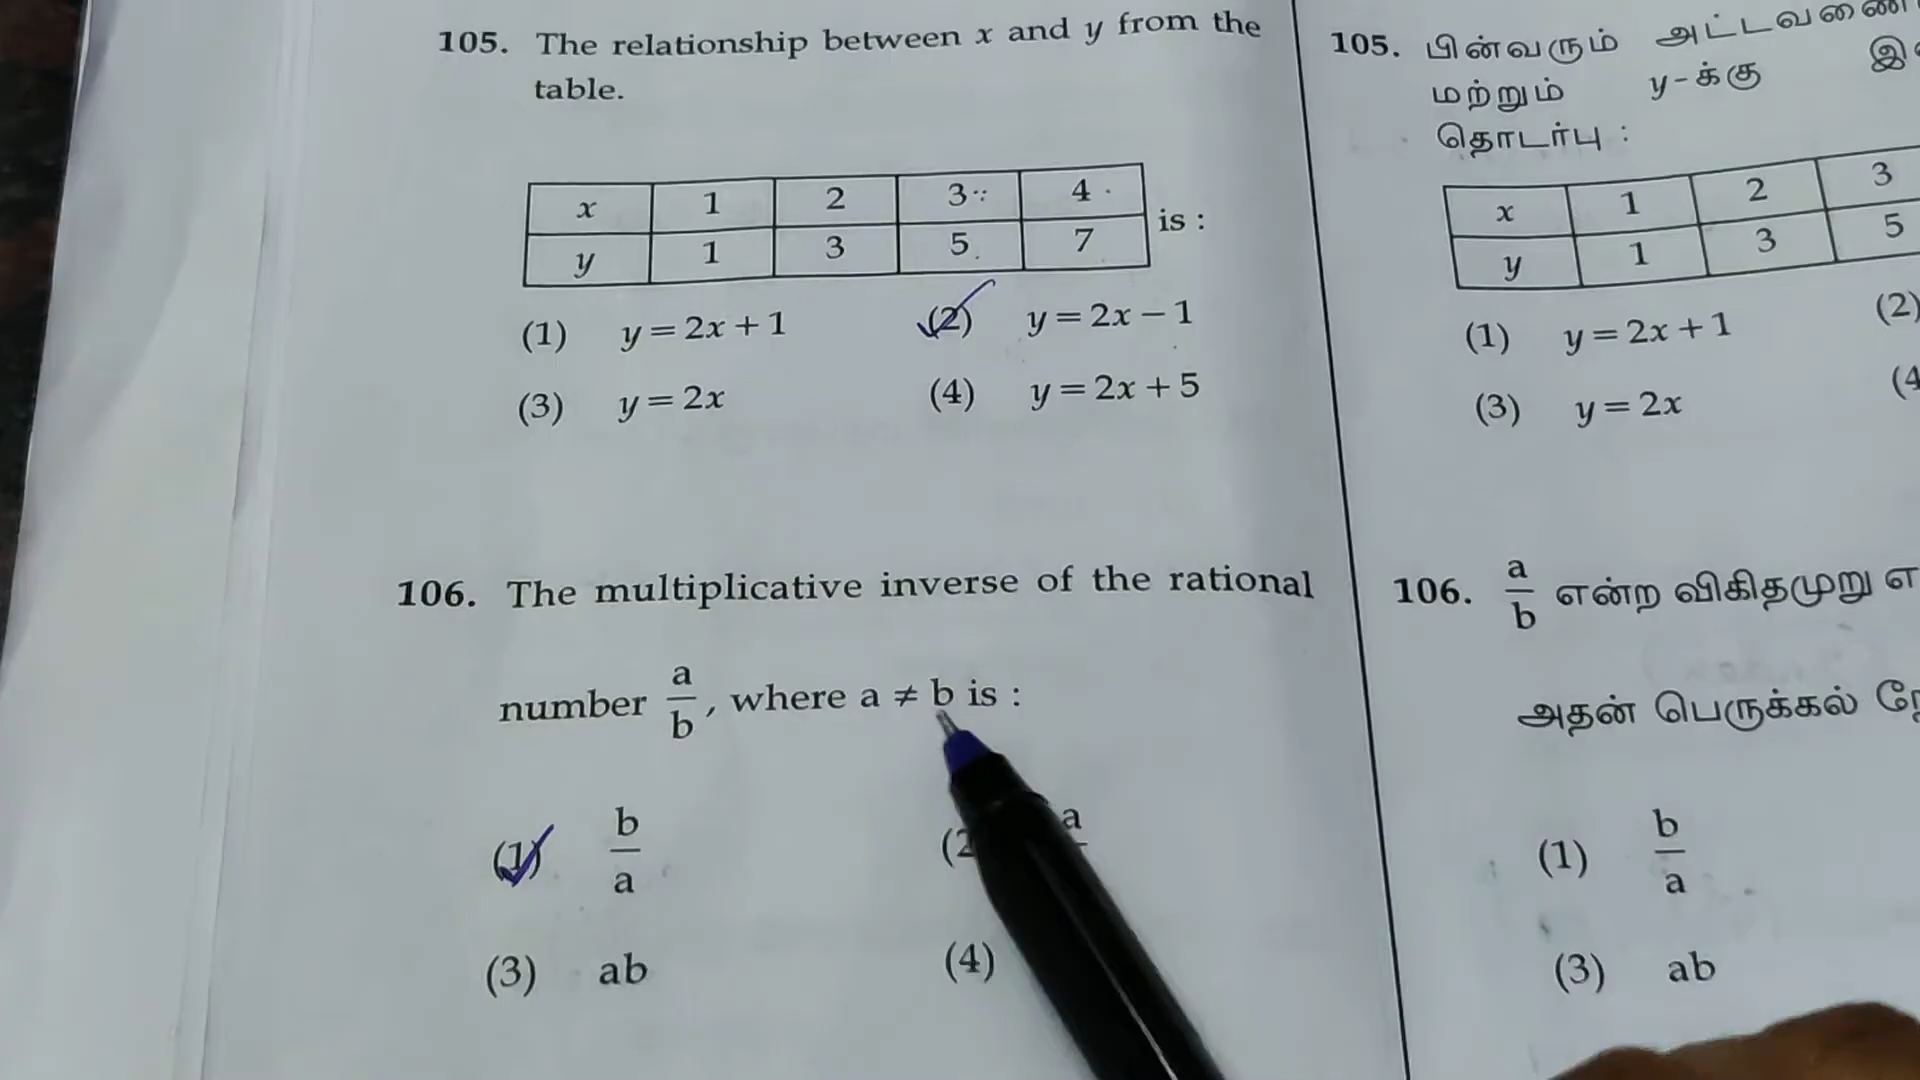 105. The relationship between x and y from the
table.
x 1 2 3 4
y 1 3 5 7
is :
(1) y = 2x + 1 (2) y = 2x − 1
(3) y = 2x (4) y = 2x + 5
106. The multiplicative inverse of the rational
number a/b, where a ≠ b is :
(1) b/a (2 a
(3) ab (4)
105. பின்வரும் அட்டவணை
மற்றும் y-க்கு
தொடர்பு :
x 1 2 3
y 1 3 5
(1) y = 2x + 1 (2)
(3) y = 2x (4
106. a/b என்ற விகிதமுறு எ
அதன் பெருக்கல்
(1) b/a
(3) ab